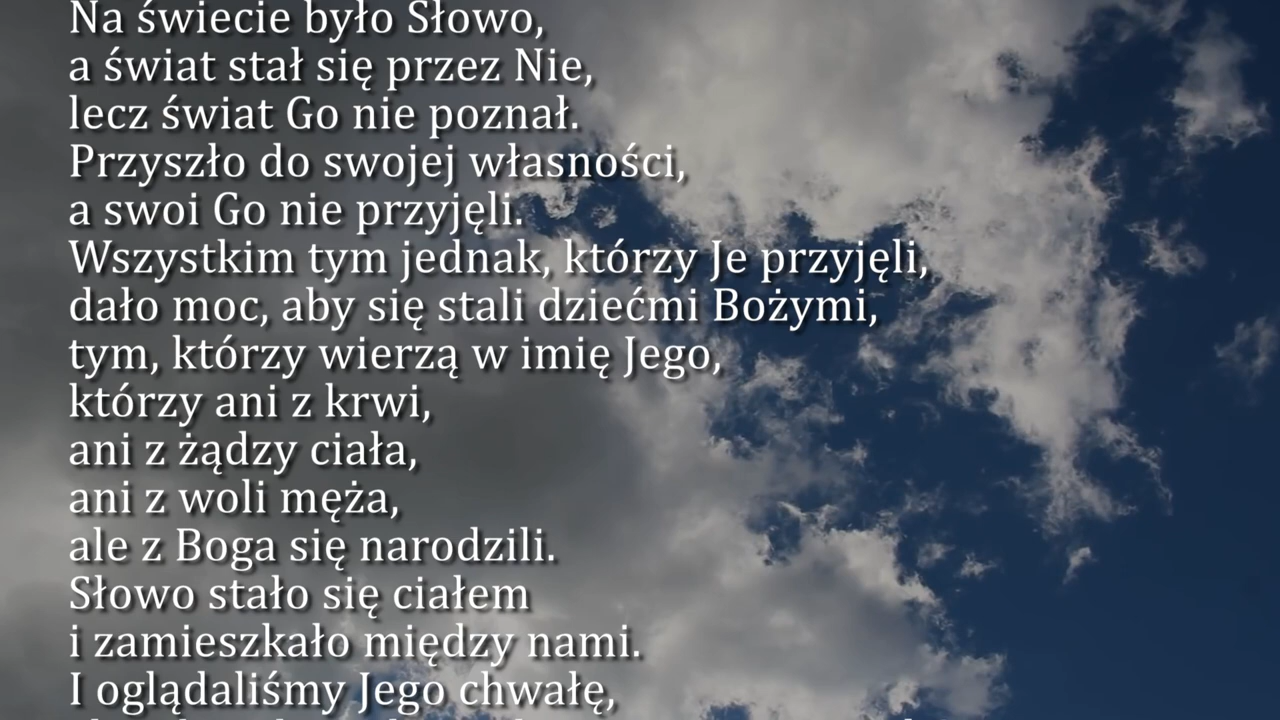 Na świecie było Słowo,
a świat stał się przez Nie,
lecz świat Go nie poznał.
Przyszło do swojej własności,
a swoi Go nie przyjęli.
Wszystkim tym jednak, którzy Je przyjęli,
dało moc, aby się stali dziećmi Bożymi,
tym, którzy wierzą w imię Jego,
którzy ani z krwi,
ani z żądzy ciała,
ani z woli męża,
ale z Boga się narodzili.
Słowo stało się ciałem
i zamieszkało między nami.
I oglądaliśmy Jego chwałę,